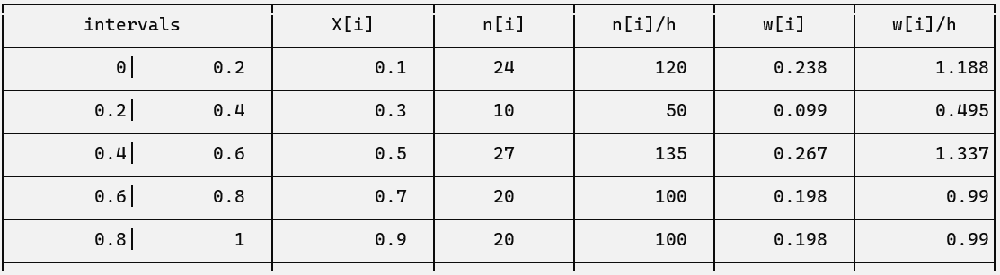 intervals X[i] n[i] n[i]/h w[i] w[i]/h
0| 0.2 0.1 24 120 0.238 1.188
0.2| 0.4 0.3 10 50 0.099 0.495
0.4| 0.6 0.5 27 135 0.267 1.337
0.6| 0.8 0.7 20 100 0.198 0.99
0.8| 1 0.9 20 100 0.198 0.99